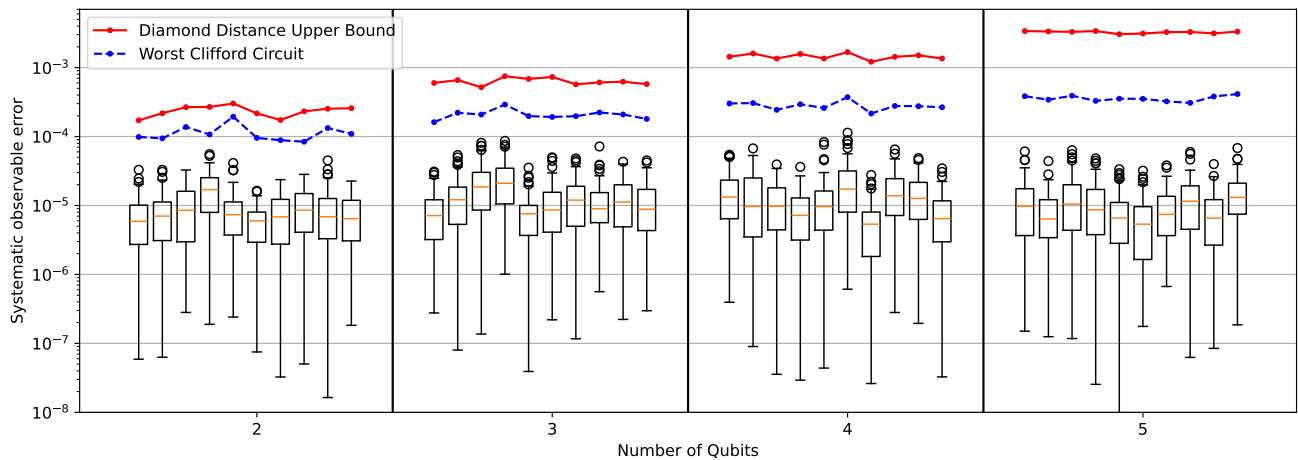 Diamond Distance Upper Bound
Worst Clifford Circuit
Systematic observable error
10⁻³
10⁻⁴
10⁻⁵
10⁻⁶
10⁻⁷
10⁻⁸
2 3 4 5
Number of Qubits